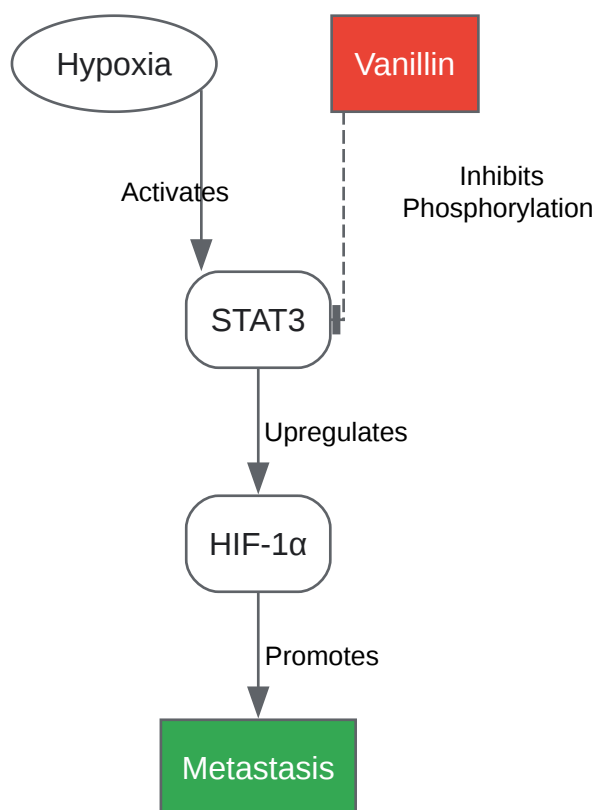 Hypoxia
Vanillin
Activates
Inhibits
Phosphorylation
STAT3
Upregulates
HIF-1α
Promotes
Metastasis